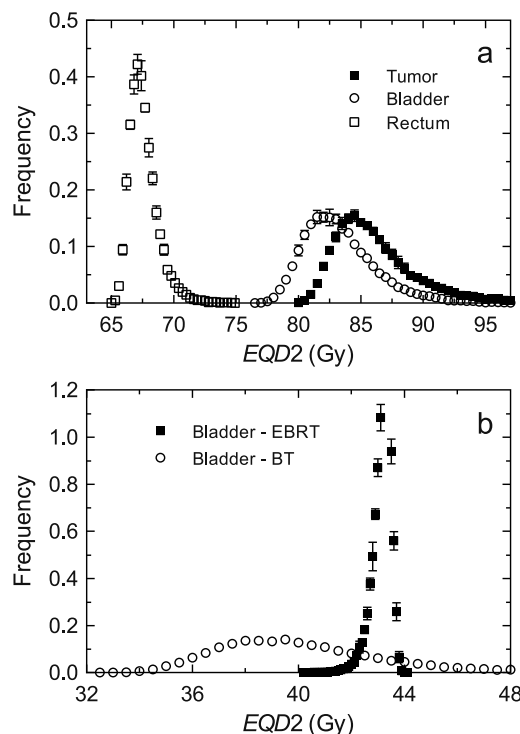 a
0.5
0.4
0.3
0.2
0.1
0.0
Frequency
Tumor
Bladder
Rectum
65 70 75 80 85 90 95
EQD2 (Gy)
b
1.2
1.0
0.8
0.6
0.4
0.2
0.0
Frequency
Bladder - EBRT
Bladder - BT
32 36 40 44 48
EQD2 (Gy)